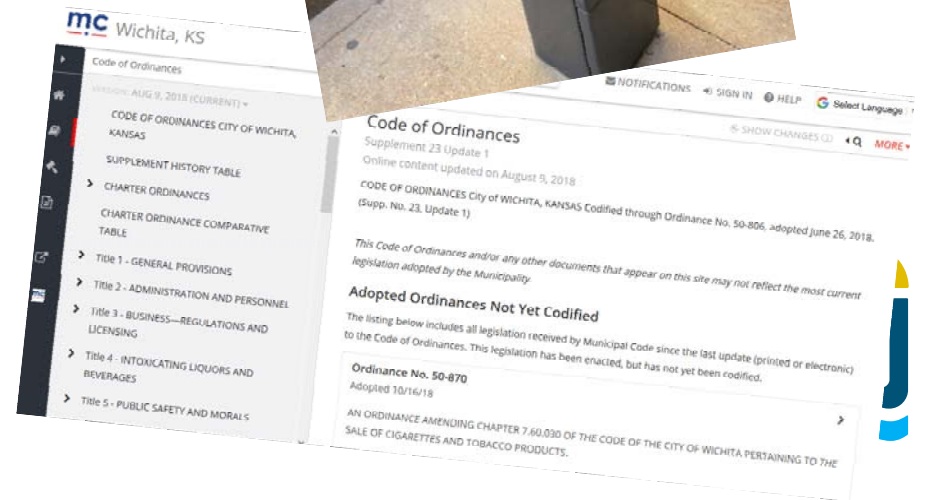 mc Wichita, KS
Code of Ordinances
VERSION: AUG 9, 2018 (CURRENT)
CODE OF ORDINANCES CITY OF WICHITA,
KANSAS
SUPPLEMENT HISTORY TABLE
CHARTER ORDINANCES
CHARTER ORDINANCE COMPARATIVE
TABLE
Title 1 - GENERAL PROVISIONS
Title 2 - ADMINISTRATION AND PERSONNEL
Title 3 - BUSINESS—REGULATIONS AND
LICENSING
Title 4 - INTOXICATING LIQUORS AND
BEVERAGES
Title 5 - PUBLIC SAFETY AND MORALS
NOTIFICATIONS SIGN IN HELP Select Language
SHOW CHANGES MORE
Code of Ordinances
Supplement 23 Update 1
Online content updated on August 9, 2018
CODE OF ORDINANCES City of WICHITA, KANSAS Codified through Ordinance No. 50-806, adopted June 26, 2018.
(Supp. No. 23, Update 1)
This Code of Ordinances and/or any other documents that appear on this site may not reflect the most current
legislation adopted by the Municipality.
Adopted Ordinances Not Yet Codified
The listing below includes all legislation received by Municipal Code since the last update (printed or electronic)
to the Code of Ordinances. This legislation has been enacted, but has not yet been codified.
Ordinance No. 50-870
Adopted 10/16/18
AN ORDINANCE AMENDING CHAPTER 7.60.030 OF THE CODE OF THE CITY OF WICHITA PERTAINING TO THE
SALE OF CIGARETTES AND TOBACCO PRODUCTS.